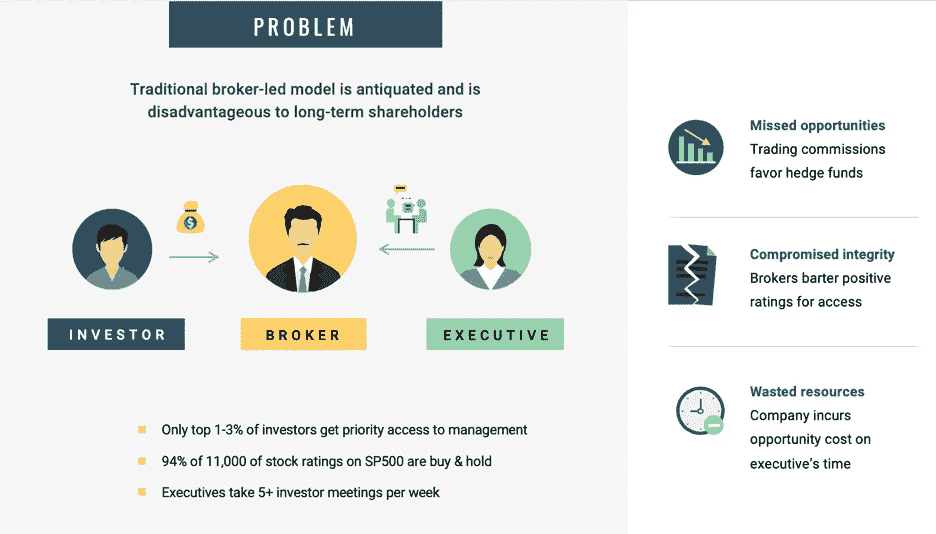 PROBLEM
Traditional broker-led model is antiquated and is
disadvantageous to long-term shareholders
$
INVESTOR
BROKER
EXECUTIVE
Only top 1-3% of investors get priority access to management
94% of 11,000 of stock ratings on SP500 are buy & hold
Executives take 5+ investor meetings per week
Missed opportunities
Trading commissions
favor hedge funds
Compromised integrity
Brokers barter positive
ratings for access
Wasted resources
Company incurs
opportunity cost on
executive's time